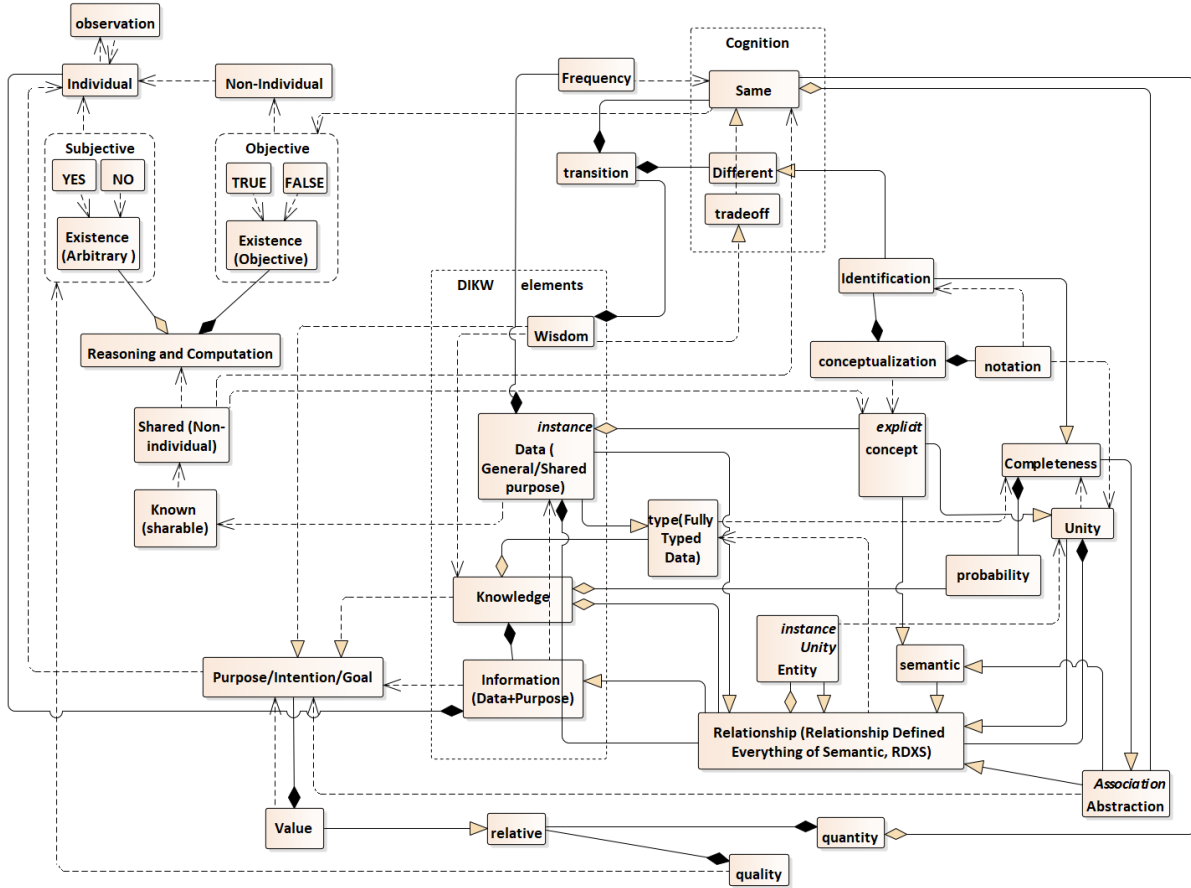 observation
Cognition
Individual
Non-Individual
Frequency
Same
Subjective
Objective
YES
NO
TRUE
FALSE
transition
Different
tradeoff
Existence
(Arbitrary )
Existence
(Objective)
DIKW elements
Identification
Wisdom
Reasoning and Computation
conceptualization
notation
Shared (Non-
individual)
instance
Data (
General/Shared
purpose)
explicit
concept
Completeness
Known
(sharable)
type(Fully
Typed
Data)
Unity
Knowledge
probability
instance
Unity
Entity
semantic
Purpose/Intention/Goal
Information
(Data+Purpose)
Relationship (Relationship Defined
Everything of Semantic, RDXS)
Association
Abstraction
Value
relative
quantity
quality